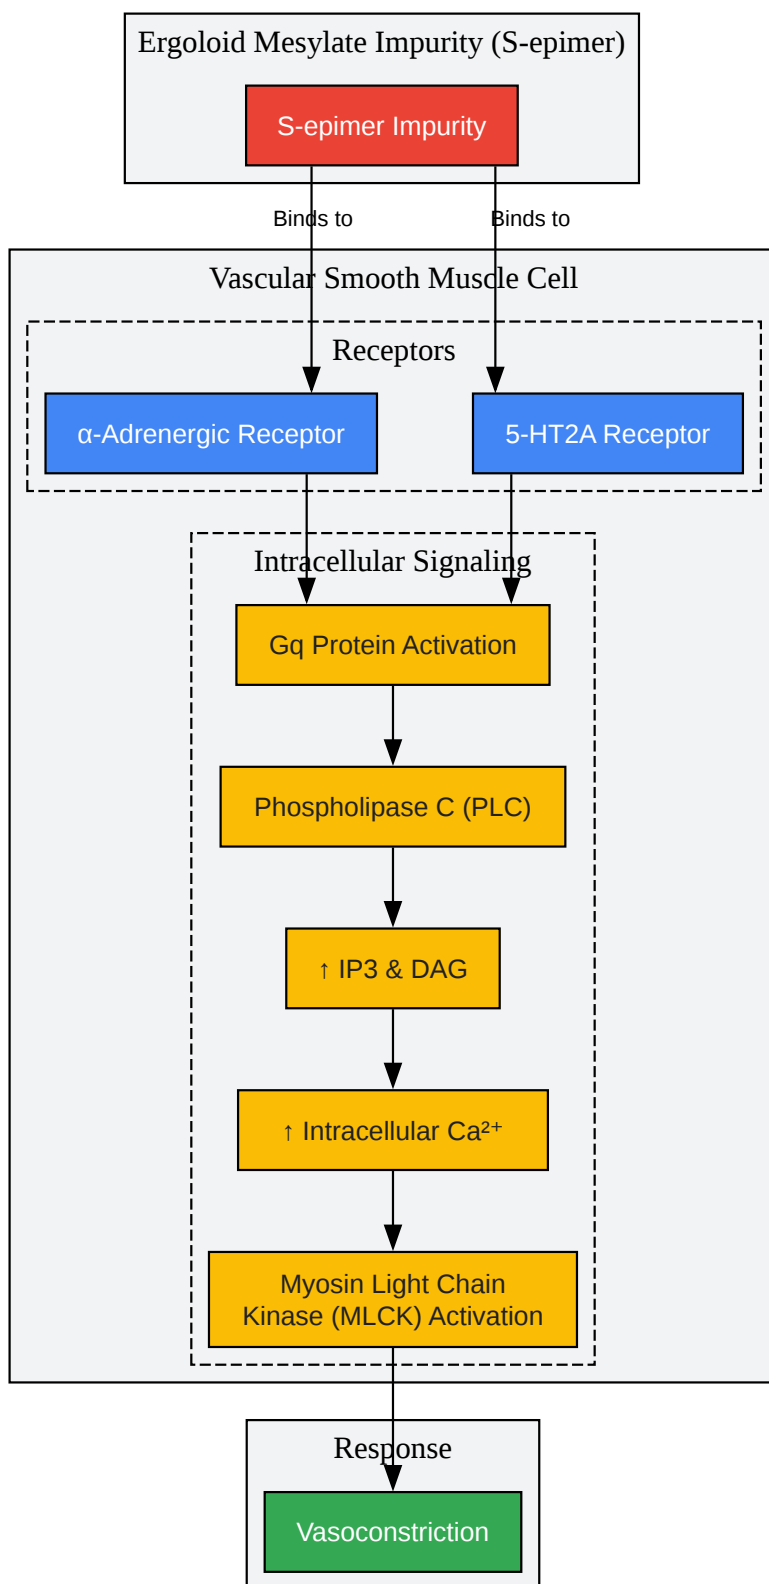 Ergoloid Mesylate Impurity (S-epimer)
S-epimer Impurity
Binds to
Binds to
Vascular Smooth Muscle Cell
Receptors
α-Adrenergic Receptor
5-HT2A Receptor
Intracellular Signaling
Gq Protein Activation
Phospholipase C (PLC)
↑ IP3 & DAG
↑ Intracellular Ca²⁺
Myosin Light Chain
Kinase (MLCK) Activation
Response
Vasoconstriction